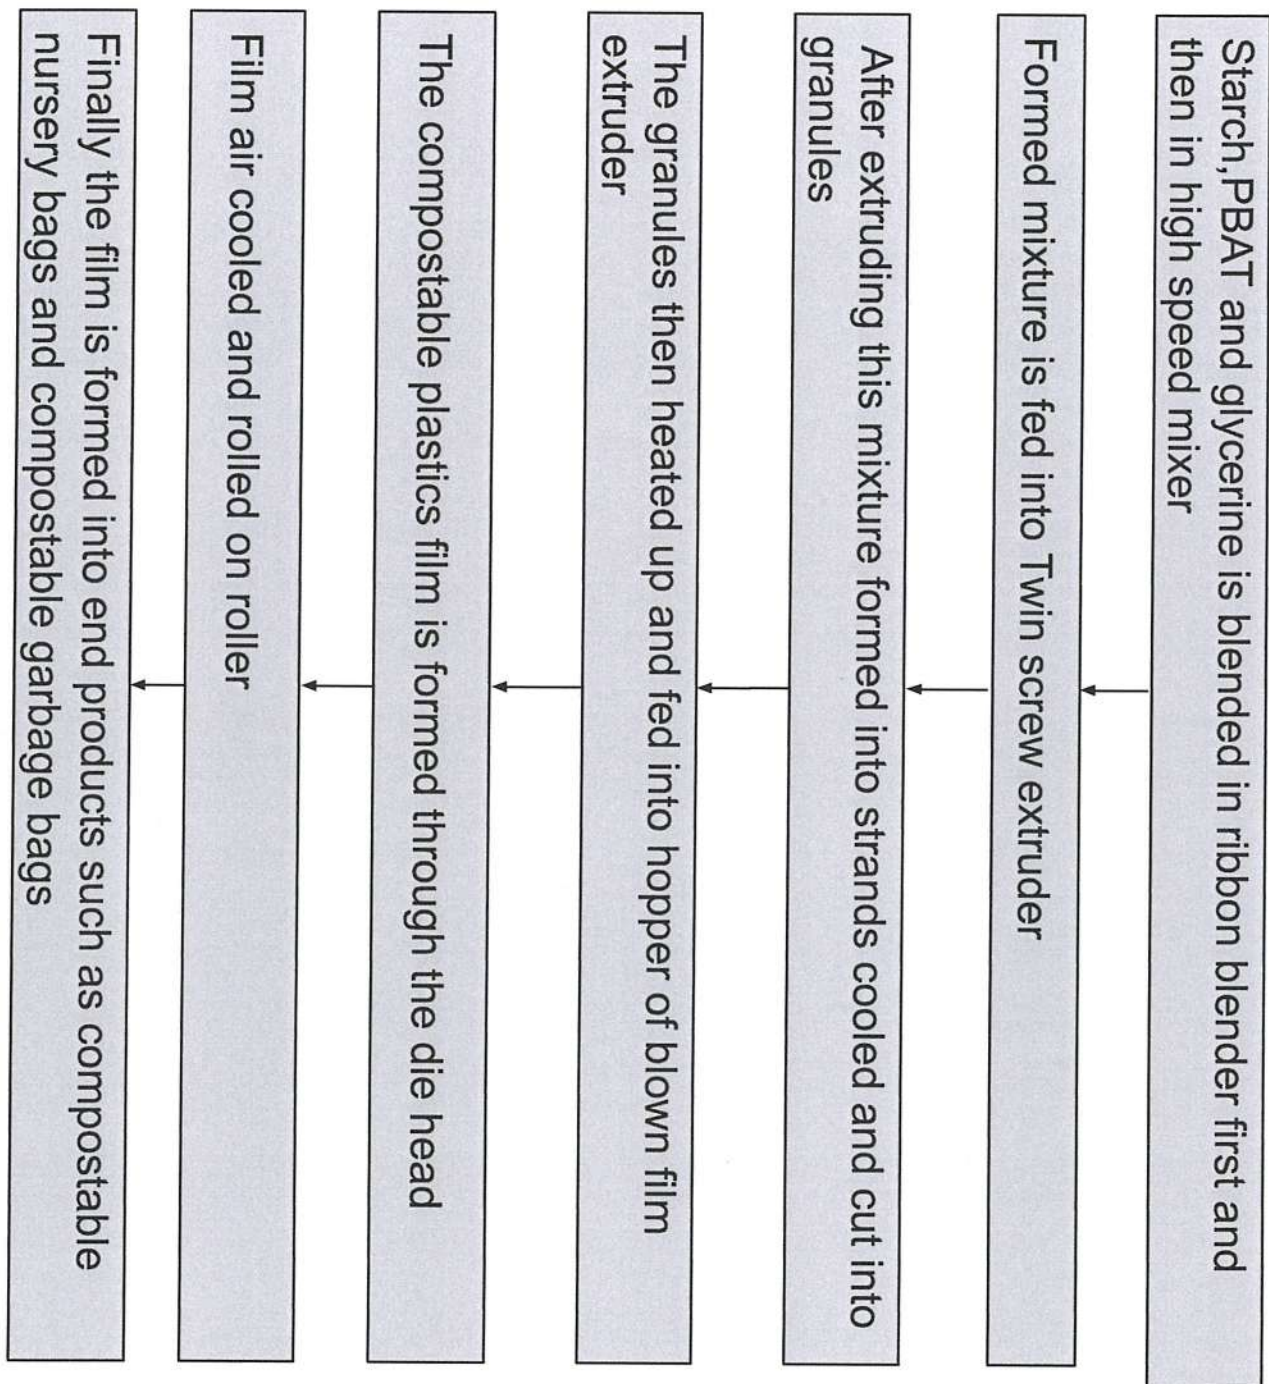 Starch,PBAT and glycerine is blended in ribbon blender first and
then in high speed mixer
Formed mixture is fed into Twin screw extruder
After extruding this mixture formed into strands cooled and cut into
granules
The granules then heated up and fed into hopper of blown film
extruder
The compostable plastics film is formed through the die head
Film air cooled and rolled on roller
Finally the film is formed into end products such as compostable
nursery bags and compostable garbage bags